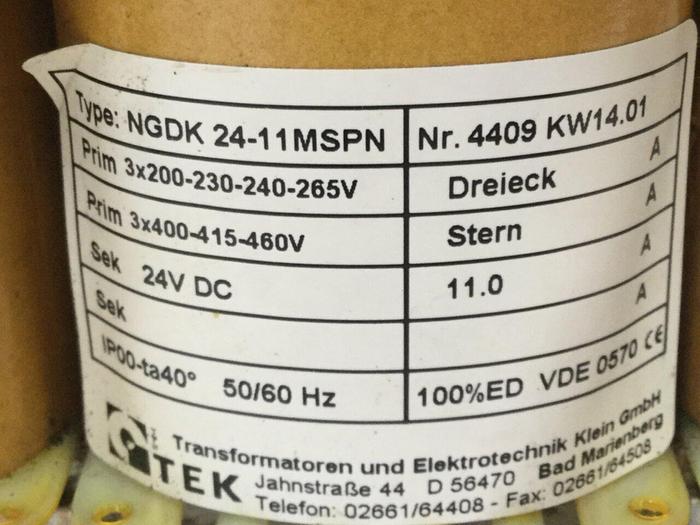 Type: NGDK 24-11MSPN Nr. 4409 KW14.01
Prim 3x200-230-240-265V Dreieck A
Prim 3x400-415-460V Stern A
Sek 24V DC 11.0 A
Sek A
IP00-ta40° 50/60 Hz 100%ED VDE 0570 CE
TEK
Transformatoren und Elektrotechnik Klein GmbH
Jahnstraße 44 D 56470 Bad Marienberg
Telefon: 02661/64408 - Fax: 02661/64508